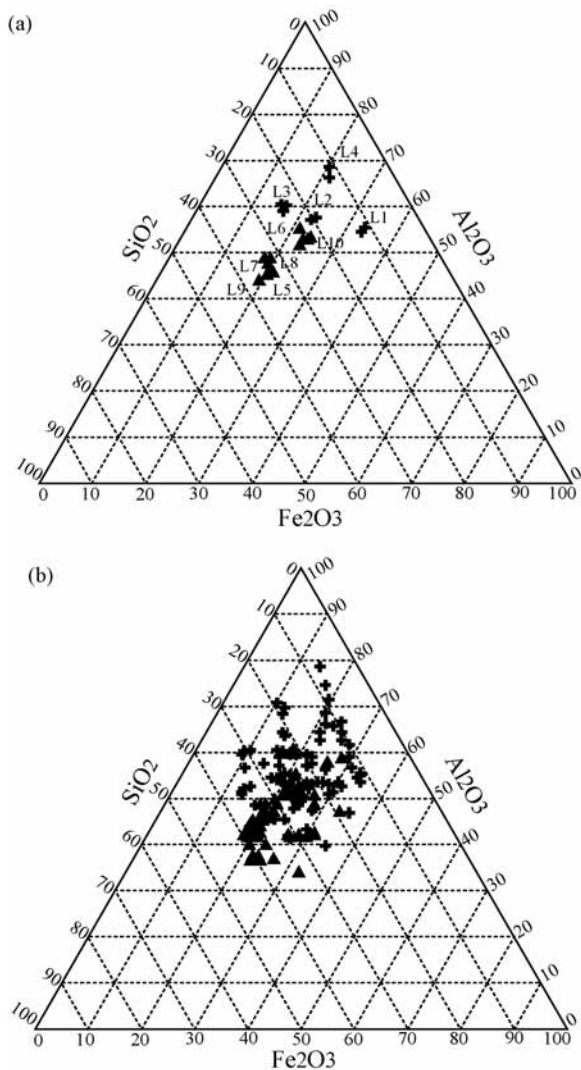 (a)
0 100
10 90
20 80
30 L4 70
40 L3 L2 60
SiO2 L6 L1 Al2O3
50 L10 50
L7 L8
60 L9 L5 40
70 30
80 20
90 10
100 0
0 10 20 30 40 50 60 70 80 90 100
Fe2O3
(b)
0 100
10 90
20 80
30 70
40 60
SiO2 Al2O3
50 50
60 40
70 30
80 20
90 10
100 0
0 10 20 30 40 50 60 70 80 90 100
Fe2O3